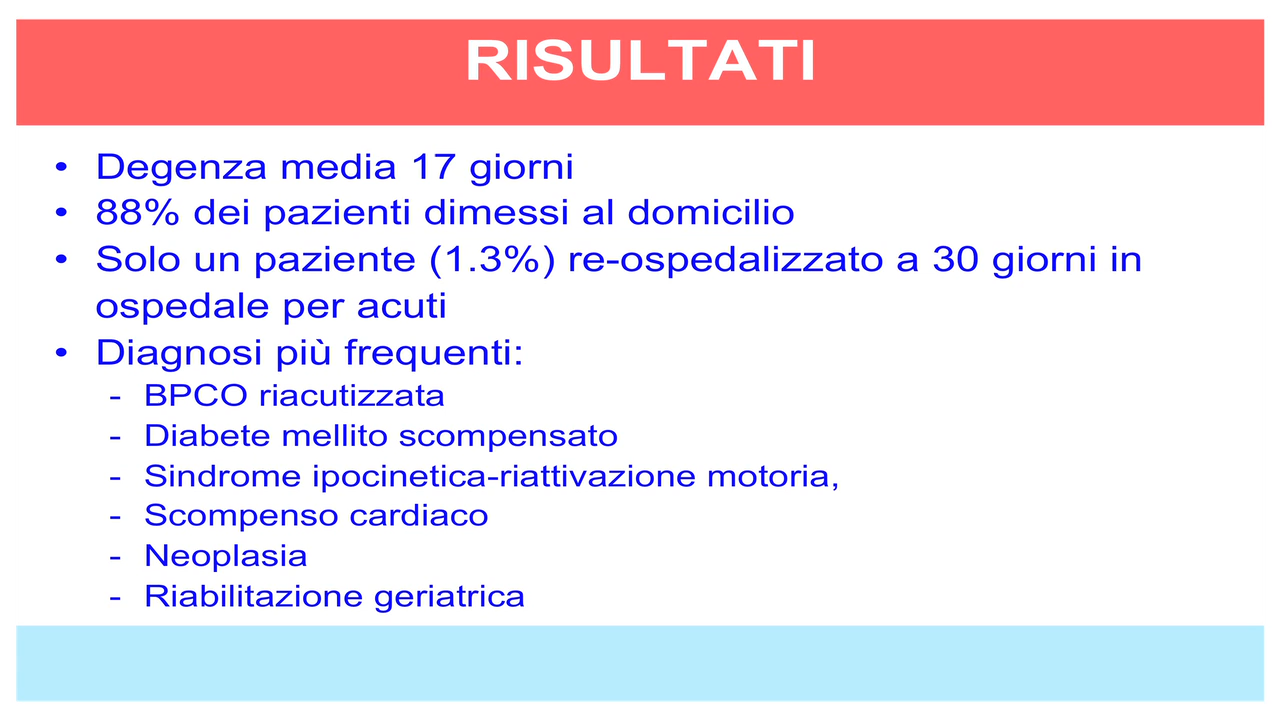 RISULTATI
• Degenza media 17 giorni
• 88% dei pazienti dimessi al domicilio
• Solo un paziente (1.3%) re-ospedalizzato a 30 giorni in
ospedale per acuti
• Diagnosi più frequenti:
- BPCO riacutizzata
- Diabete mellito scompensato
- Sindrome ipocinetica-riattivazione motoria,
- Scompenso cardiaco
- Neoplasia
- Riabilitazione geriatrica